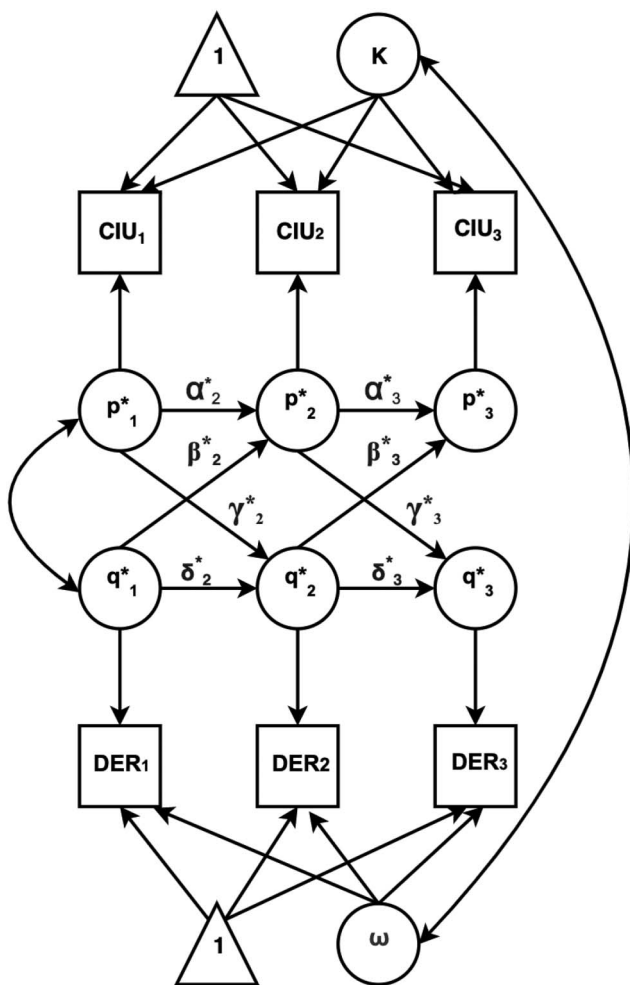 1 K
CIU₁ CIU₂ CIU₃
α*₂ α*₃
p*₁ p*₂ p*₃
β*₂ β*₃
γ*₂ γ*₃
δ*₂ δ*₃
q*₁ q*₂ q*₃
DER₁ DER₂ DER₃
1 ω